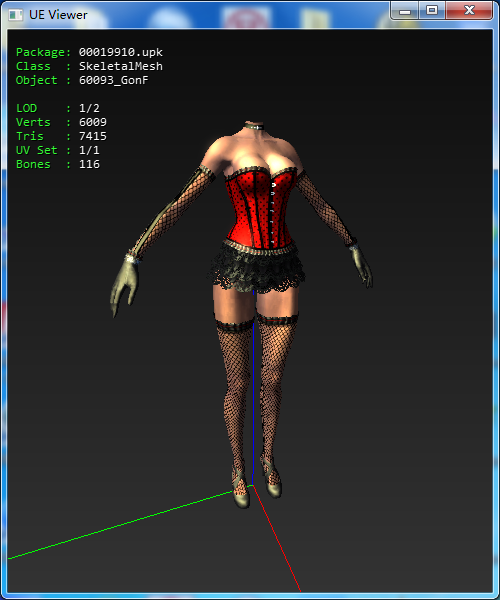 UE Viewer
Package: 00019910.upk
Class : SkeletalMesh
Object : 60093_GonF
LOD : 1/2
Verts : 6009
Tris : 7415
UV Set : 1/1
Bones : 116